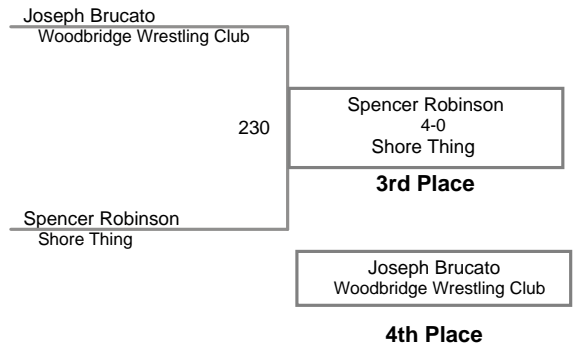 Joseph Brucato
Woodbridge Wrestling Club
230
Spencer Robinson
4-0
Shore Thing
3rd Place
Spencer Robinson
Shore Thing
Joseph Brucato
Woodbridge Wrestling Club
4th Place